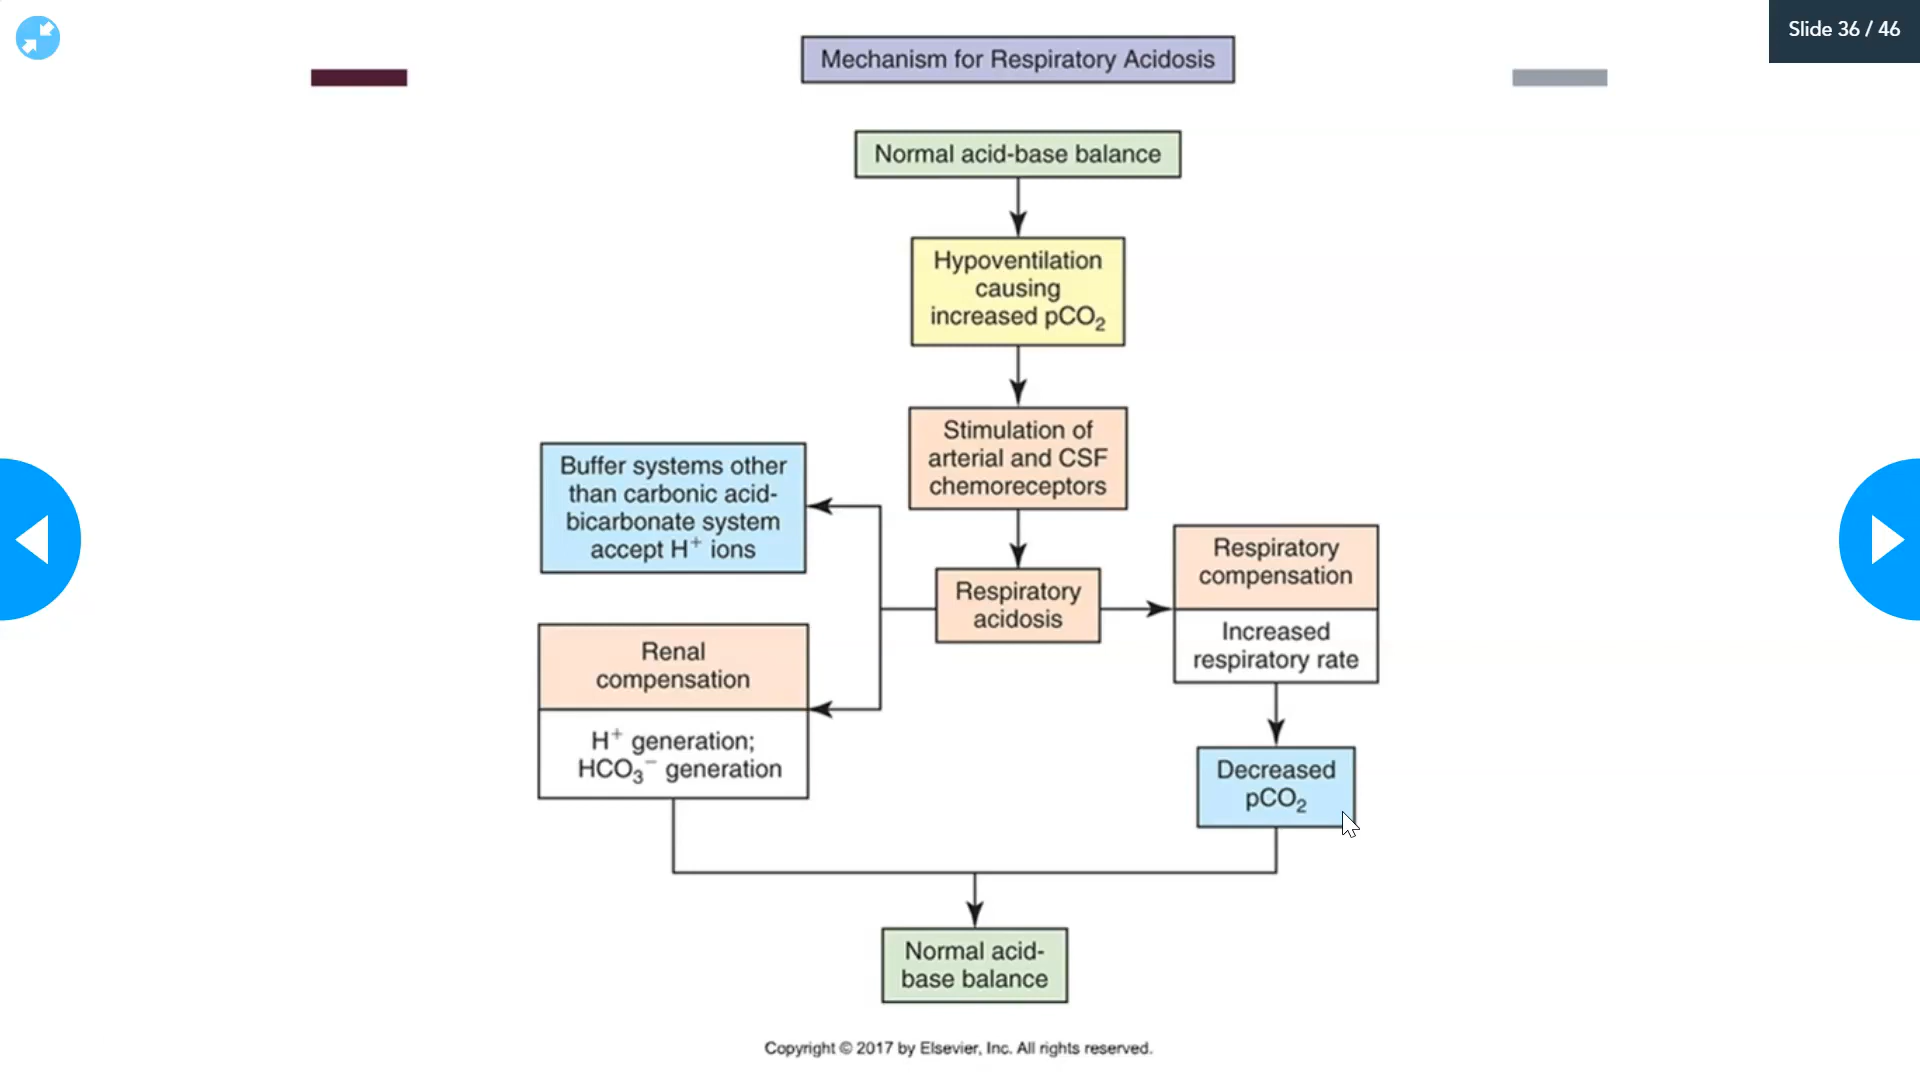 Slide 36 / 46
Mechanism for Respiratory Acidosis
Normal acid-base balance
Hypoventilation
causing
increased pCO₂
Stimulation of
arterial and CSF
chemoreceptors
Buffer systems other
than carbonic acid-
bicarbonate system
accept H⁺ ions
Respiratory
acidosis
Respiratory
compensation
Increased
respiratory rate
Renal
compensation
H⁺ generation;
HCO₃⁻ generation
Decreased
pCO₂
Normal acid-
base balance
Copyright © 2017 by Elsevier, Inc. All rights reserved.